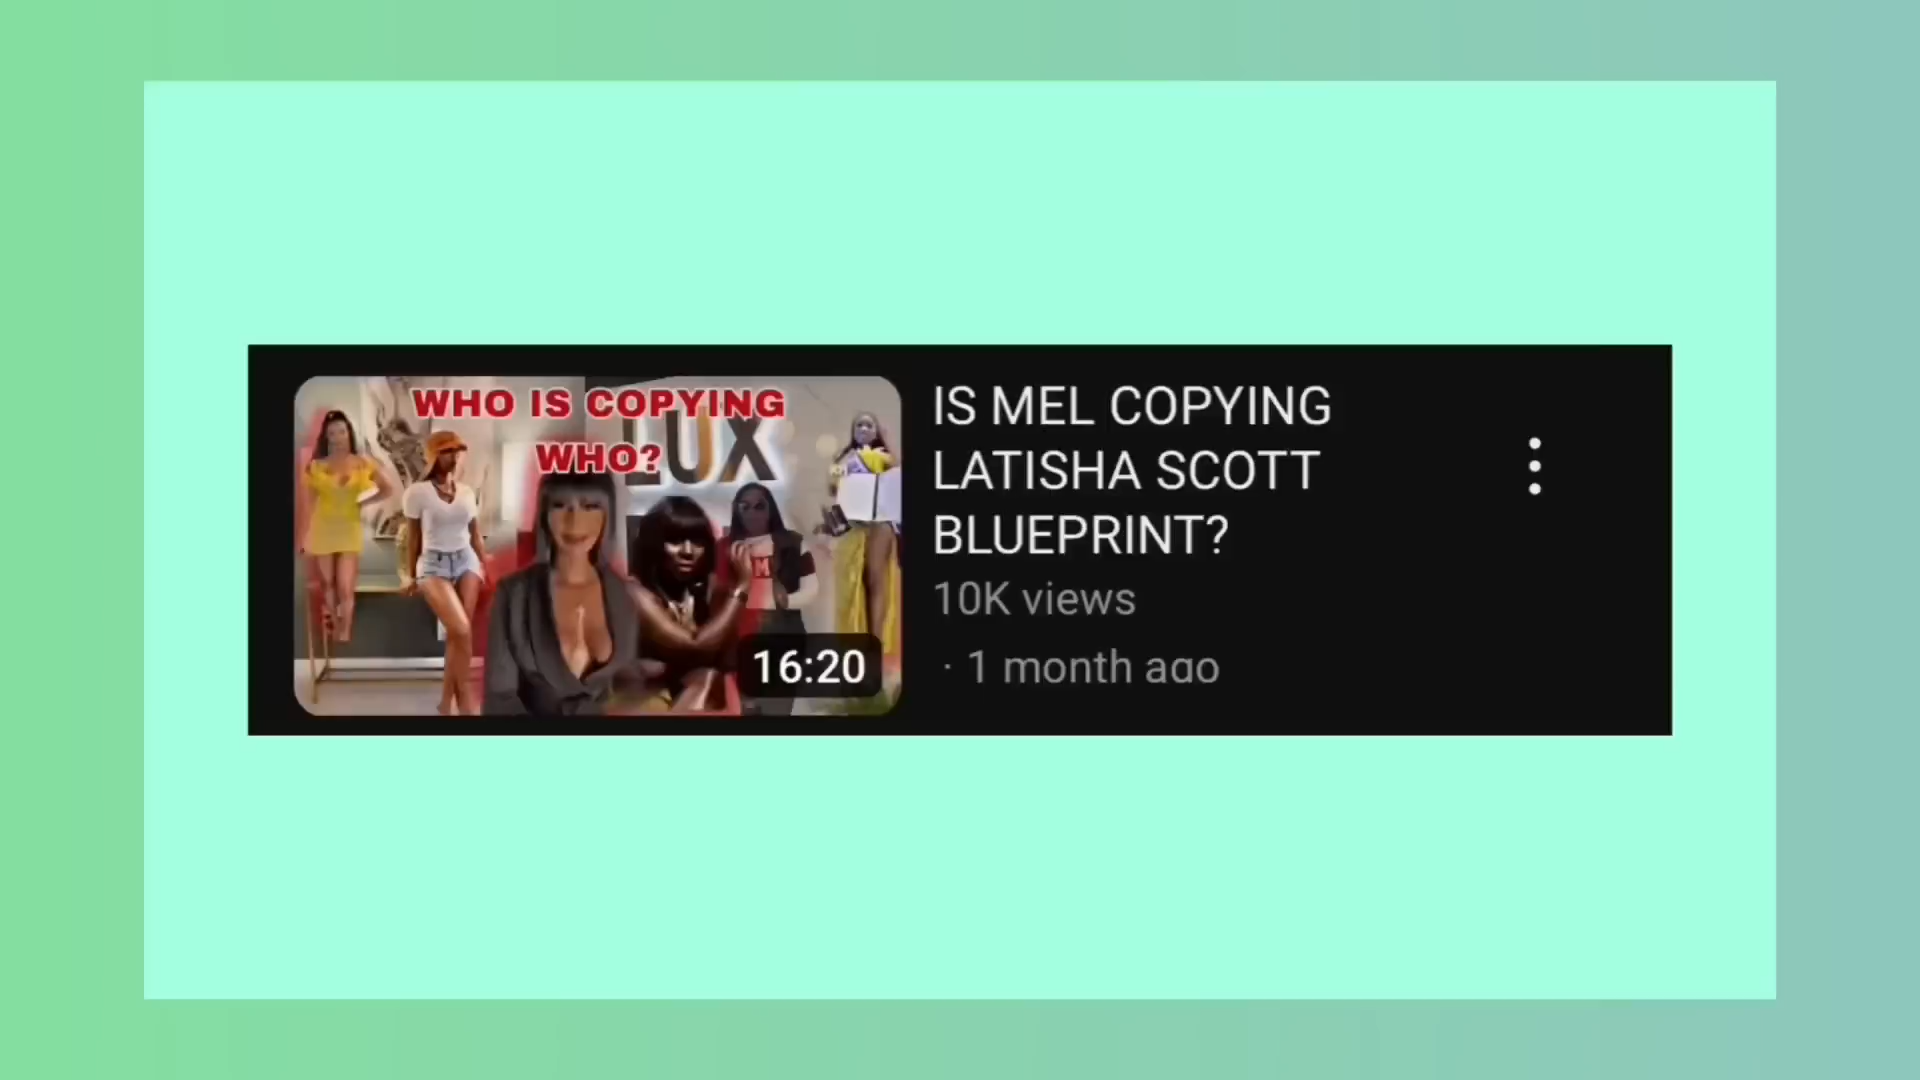 WHO IS COPYING
WHO?
LUX
M
16:20
IS MEL COPYING
LATISHA SCOTT
BLUEPRINT?
10K views
· 1 month ago